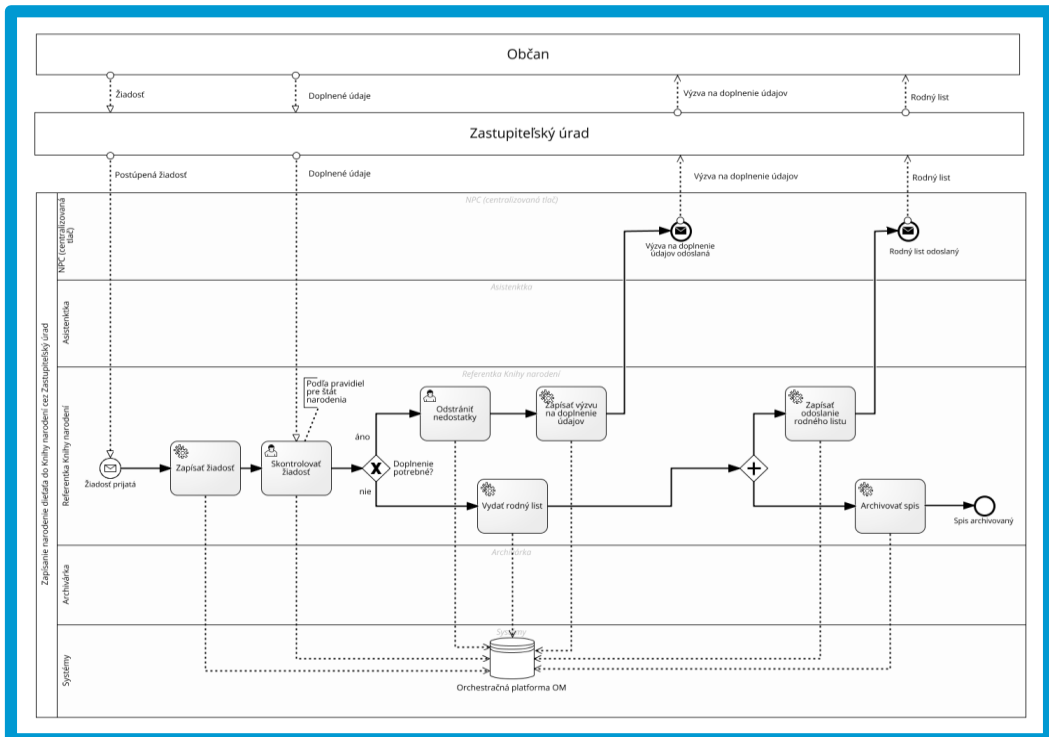 Občan
Žiadosť
Doplnené údaje
Výzva na doplnenie údajov
Rodný list
Zastupiteľský úrad
Postúpená žiadosť
Doplnené údaje
Výzva na doplnenie údajov
Rodný list
Zapísanie narodenie dieťaťa do Knihy narodení cez Zastupiteľský úrad
NPC (centralizovaná
tlač)
NPC (centralizovaná tlač)
Výzva na doplnenie
údajov odoslaná
Rodný list odoslaný
Asistenktka
Asistenktka
Referentka Knihy narodení
Referentka Knihy narodení
Podľa pravidiel
pre štát
narodenia
Žiadosť prijatá
Zapísať žiadosť
Skontrolovať
žiadosť
áno
nie
Doplnenie
potrebné?
Odstrániť
nedostatky
Zapísať výzvu
na doplnenie
údajov
Vydať rodný list
Zapísať
odoslanie
rodného listu
Archivovať spis
Spis archivovaný
Archivárka
Archivárka
Systémy
Systémy
Orchestračná platforma OM